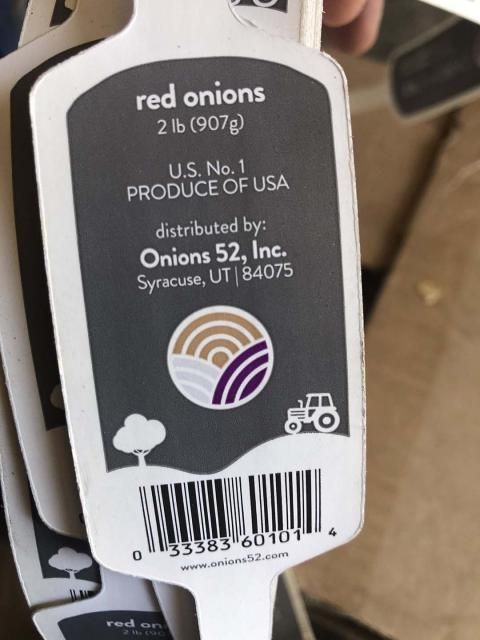 red onions
2 lb (907g)
U.S. No. 1
PRODUCE OF USA
distributed by:
Onions 52, Inc.
Syracuse, UT | 84075
0 33383 60101 4
www.onions52.com
red on
2 lb (90